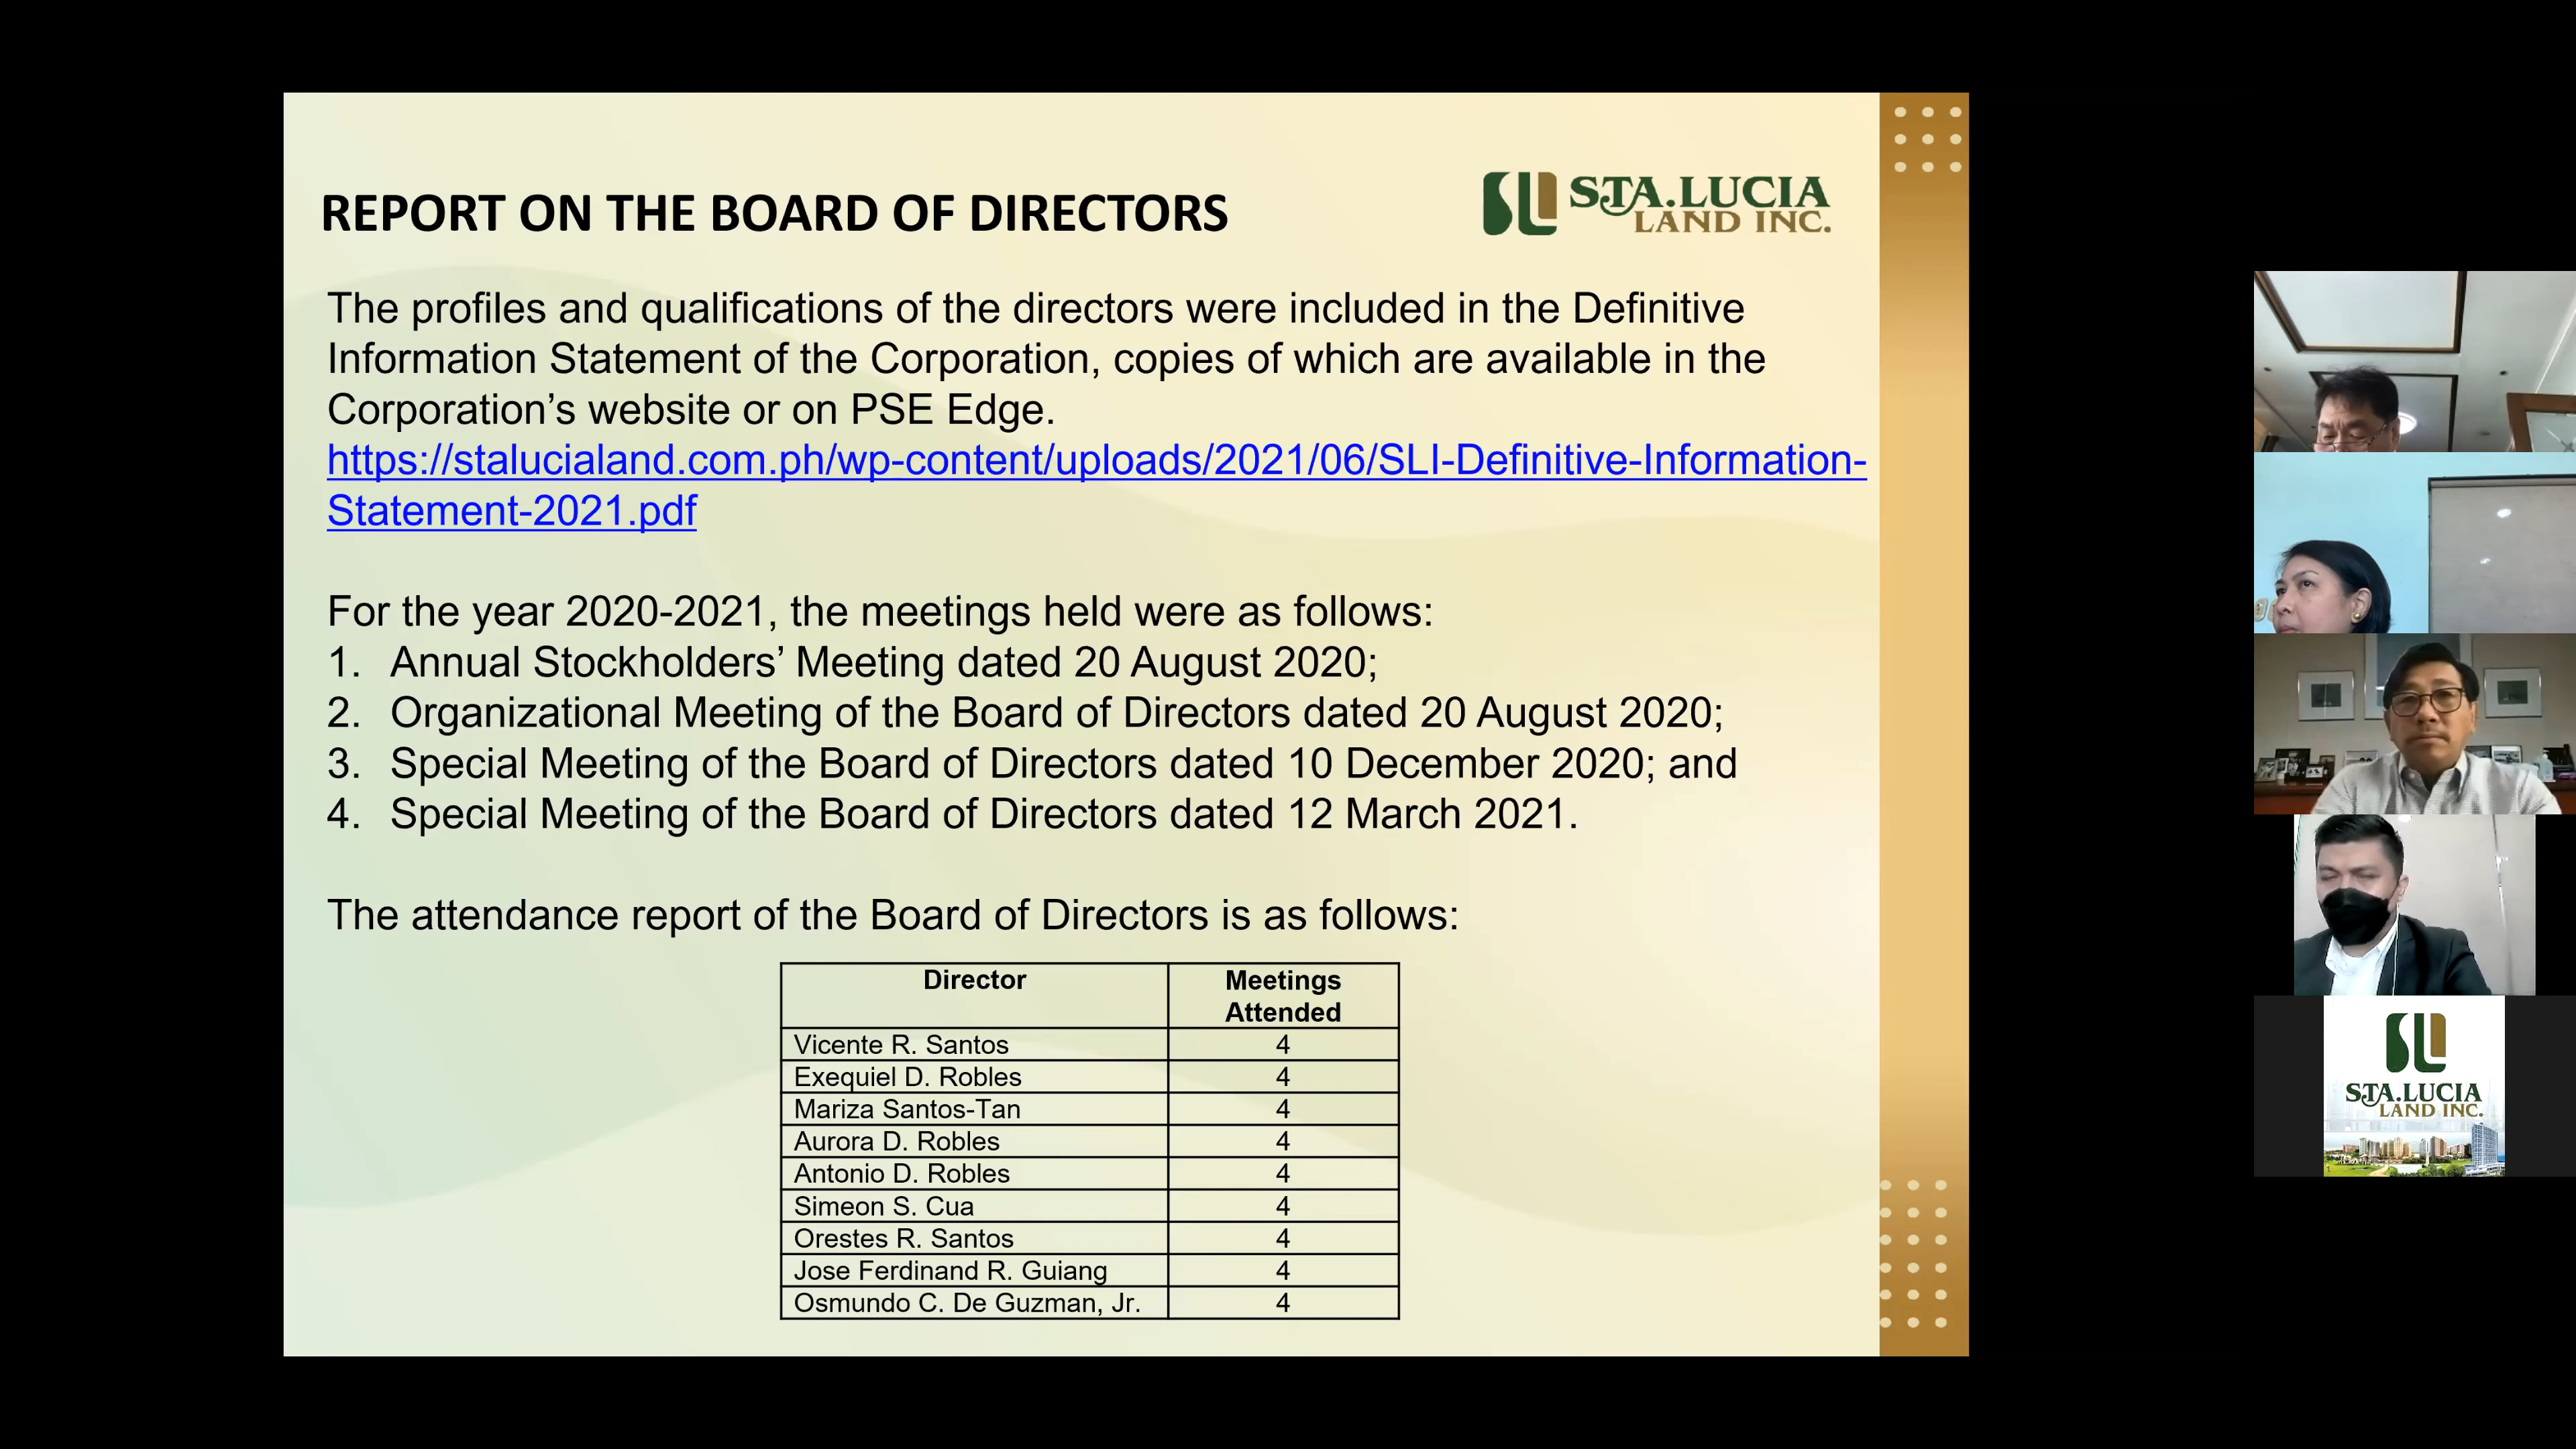 REPORT ON THE BOARD OF DIRECTORS
SL STA.LUCIA
LAND INC.
The profiles and qualifications of the directors were included in the Definitive
Information Statement of the Corporation, copies of which are available in the
Corporation’s website or on PSE Edge.
https://stalucialand.com.ph/wp-content/uploads/2021/06/SLI-Definitive-Information-
Statement-2021.pdf
For the year 2020-2021, the meetings held were as follows:
1. Annual Stockholders’ Meeting dated 20 August 2020;
2. Organizational Meeting of the Board of Directors dated 20 August 2020;
3. Special Meeting of the Board of Directors dated 10 December 2020; and
4. Special Meeting of the Board of Directors dated 12 March 2021.
The attendance report of the Board of Directors is as follows:
Director Meetings
Attended
Vicente R. Santos 4
Exequiel D. Robles 4
Mariza Santos-Tan 4
Aurora D. Robles 4
Antonio D. Robles 4
Simeon S. Cua 4
Orestes R. Santos 4
Jose Ferdinand R. Guiang 4
Osmundo C. De Guzman, Jr. 4
SL
STA.LUCIA
LAND INC.